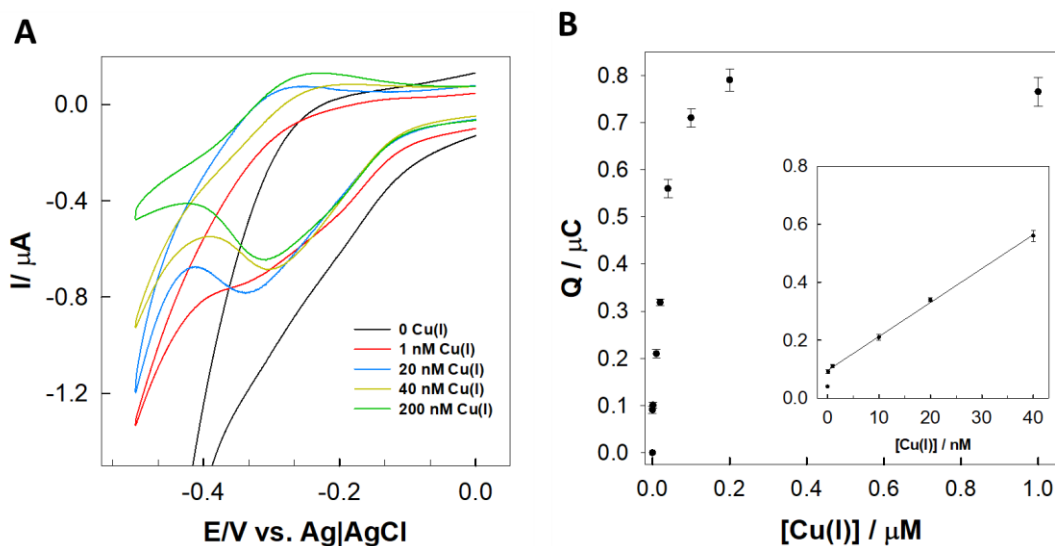 A
0.0
-0.4
-0.8
-1.2
I/ μA
0 Cu(I)
1 nM Cu(I)
20 nM Cu(I)
40 nM Cu(I)
200 nM Cu(I)
-0.4
-0.2
0.0
E/V vs. Ag|AgCl
B
0.8
0.7
0.6
0.5
0.4
0.3
0.2
0.1
0.0
Q / μC
0.8
0.6
0.4
0.2
0.0
0
10
20
30
40
[Cu(I)] / nM
0.0
0.2
0.4
0.6
0.8
1.0
[Cu(I)] / μM